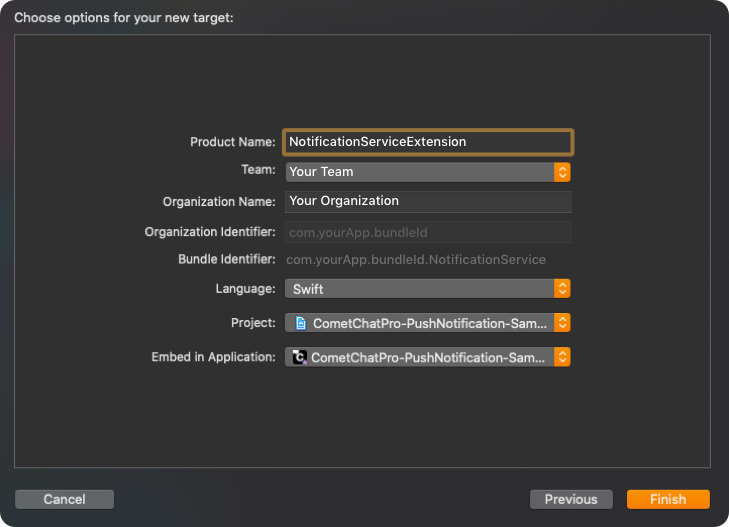 Choose options for your new target:
Product Name: NotificationServiceExtension
Team: Your Team
Organization Name: Your Organization
Organization Identifier: com.yourApp.bundleId
Bundle Identifier: com.yourApp.bundleId.NotificationService
Language: Swift
Project: CometChatPro-PushNotification-Sam...
Embed in Application: CometChatPro-PushNotification-Sam...
Cancel Previous Finish